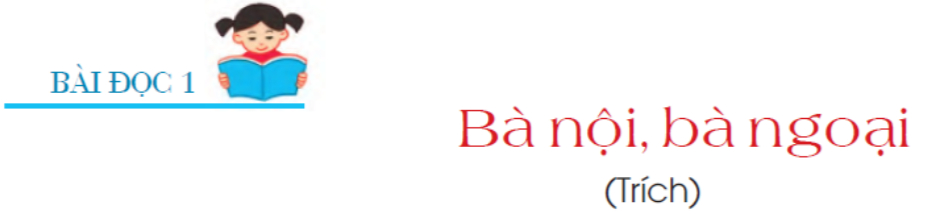 BÀI ĐỌC 1
Bà nội, bà ngoại
(Trích)